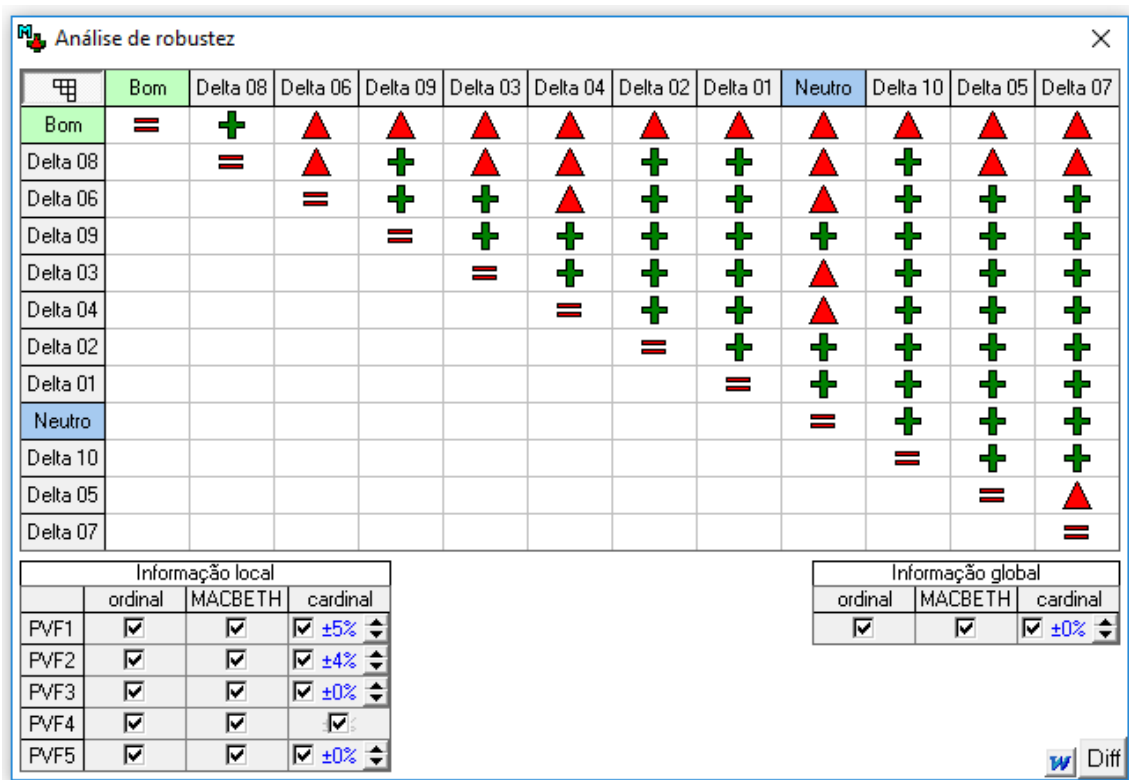 Análise de robustez
Bom Delta 08 Delta 06 Delta 09 Delta 03 Delta 04 Delta 02 Delta 01 Neutro Delta 10 Delta 05 Delta 07
Bom
Delta 08
Delta 06
Delta 09
Delta 03
Delta 04
Delta 02
Delta 01
Neutro
Delta 10
Delta 05
Delta 07
Informação local
ordinal MACBETH cardinal
PVF1 ±5%
PVF2 ±4%
PVF3 ±0%
PVF4
PVF5 ±0%
Informação global
ordinal MACBETH cardinal
±0%
w Diff